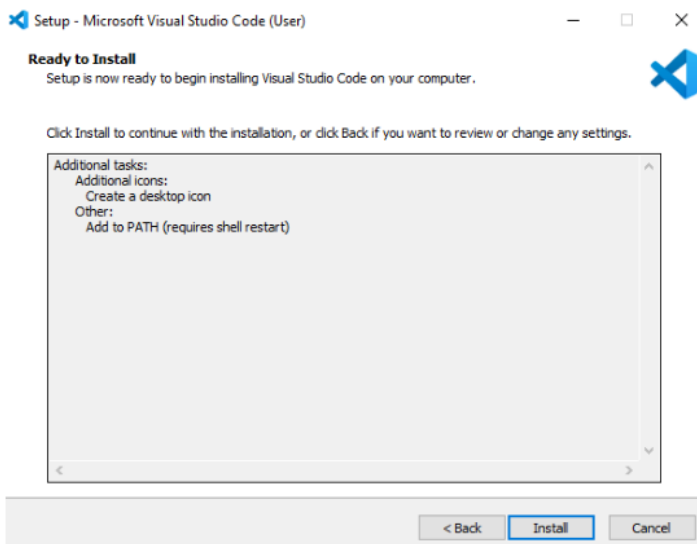 Setup - Microsoft Visual Studio Code (User)
Ready to Install
Setup is now ready to begin installing Visual Studio Code on your computer.
Click Install to continue with the installation, or click Back if you want to review or change any settings.
Additional tasks:
Additional icons:
Create a desktop icon
Other:
Add to PATH (requires shell restart)
< Back Install Cancel